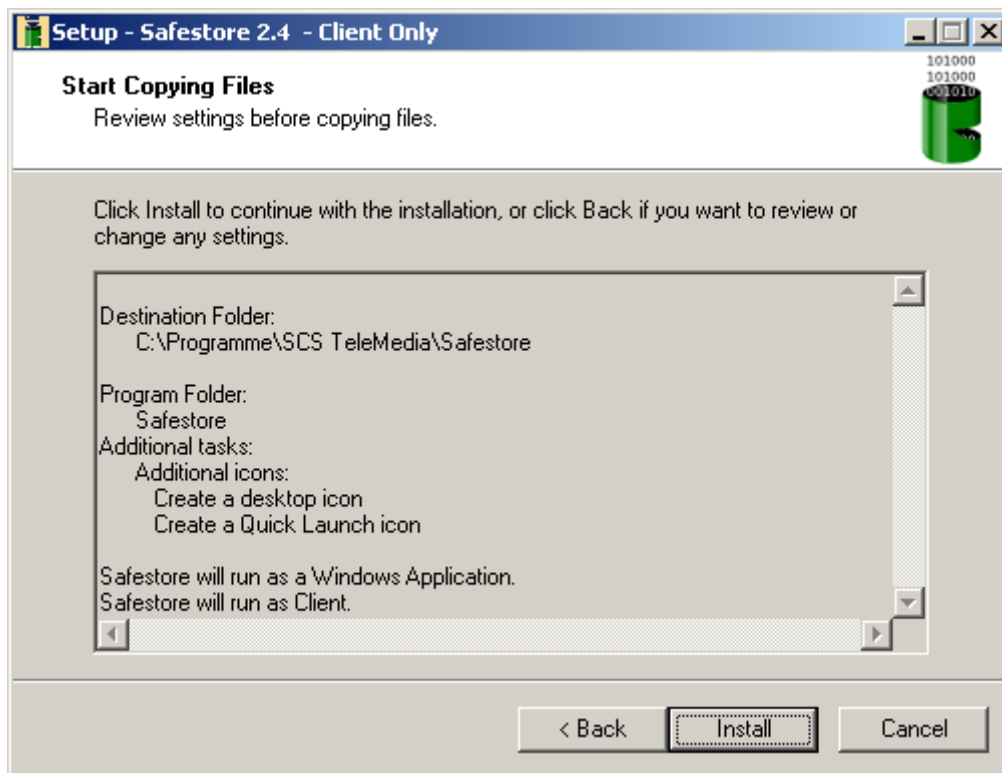 Setup - Safestore 2.4 - Client Only
101000
101000
001010
Start Copying Files
Review settings before copying files.
Click Install to continue with the installation, or click Back if you want to review or
change any settings.
Destination Folder:
C:\Programme\SCS TeleMedia\Safestore
Program Folder:
Safestore
Additional tasks:
Additional icons:
Create a desktop icon
Create a Quick Launch icon
Safestore will run as a Windows Application.
Safestore will run as Client.
< Back
Install
Cancel